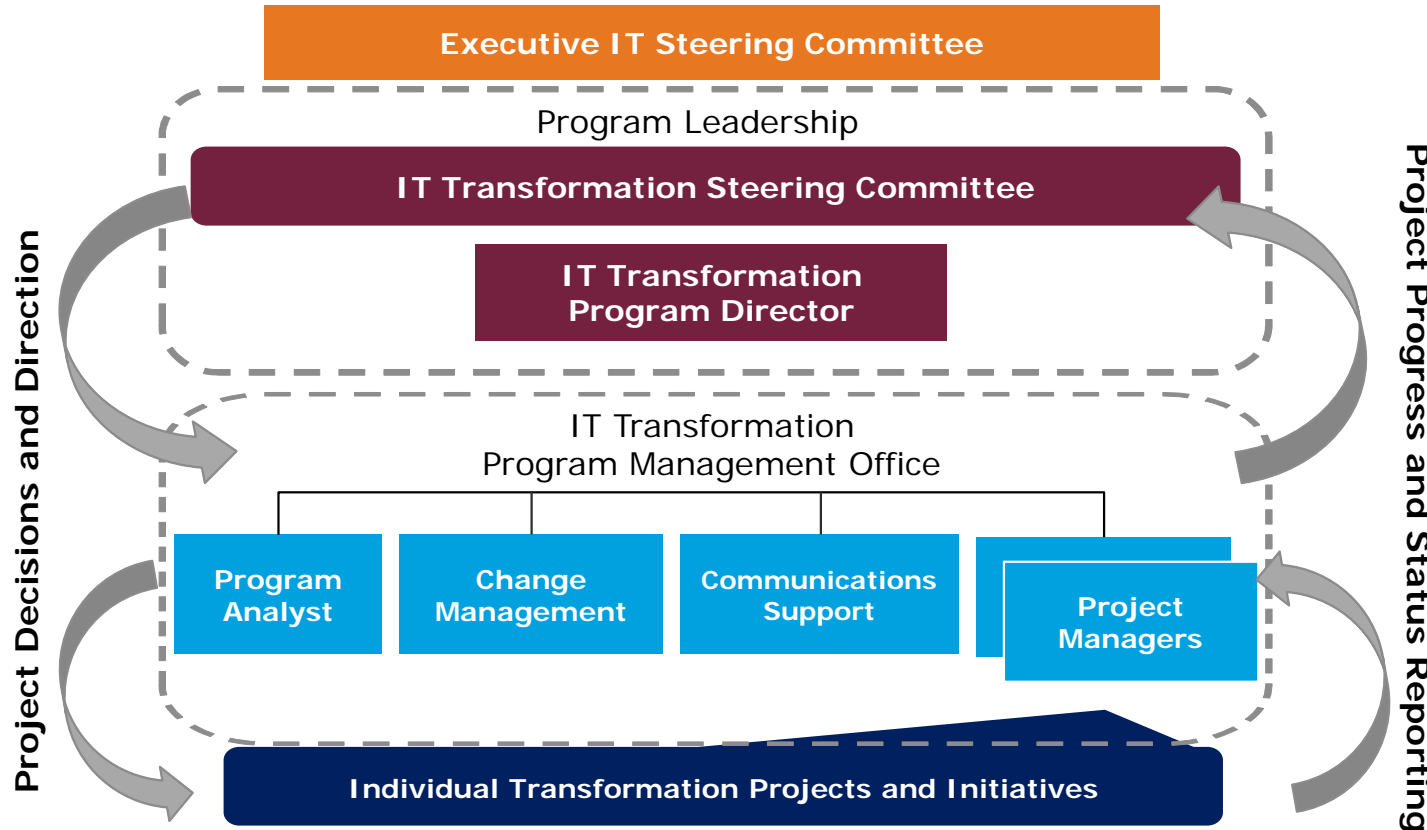 Executive IT Steering Committee
Program Leadership
IT Transformation Steering Committee
IT Transformation
Program Director
Project Decisions and Direction
Project Progress and Status Reporting
IT Transformation
Program Management Office
Program
Analyst
Change
Management
Communications
Support
Project
Managers
Individual Transformation Projects and Initiatives